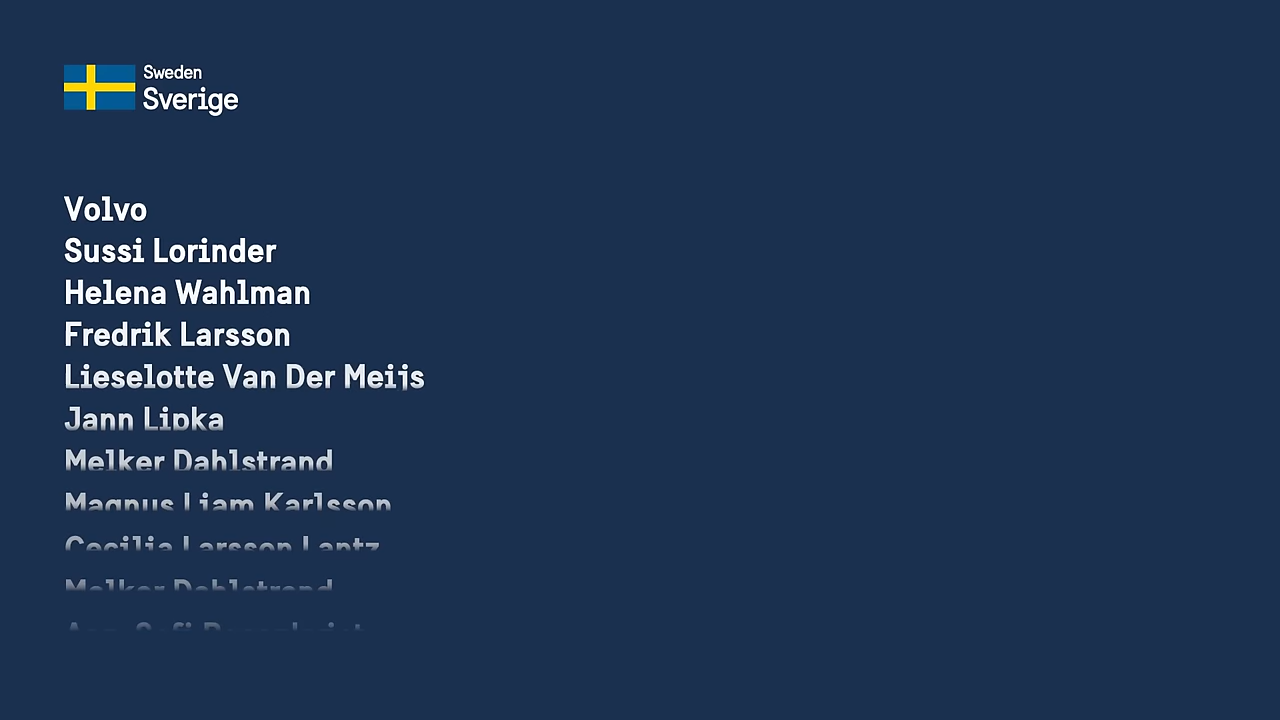 Sweden
Sverige
Volvo
Sussi Lorinder
Helena Wahlman
Fredrik Larsson
Lieselotte Van Der Meijs
Jann Lipka
Melker Dahlstrand
Magnus Liam Karlsson
Cecilia Larsson Lantz
Melker Dahlstrand